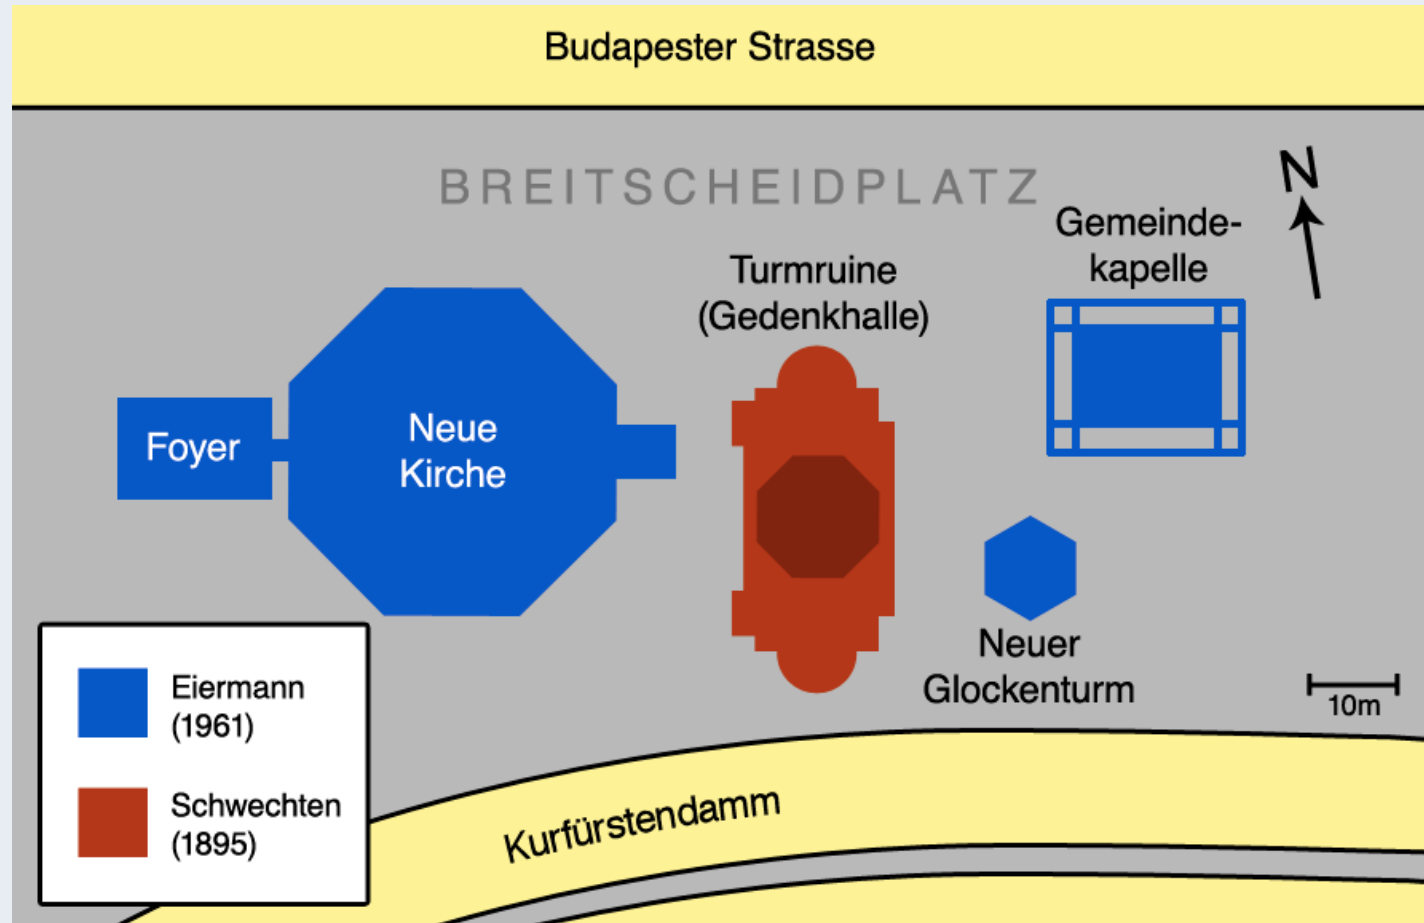 Budapester Strasse
BREITSCHEIDPLATZ
N
Gemeinde-
kapelle
Turmruine
(Gedenkhalle)
Foyer
Neue
Kirche
Neuer
Glockenturm
10m
Eiermann
(1961)
Schwechten
(1895)
Kurfürstendamm